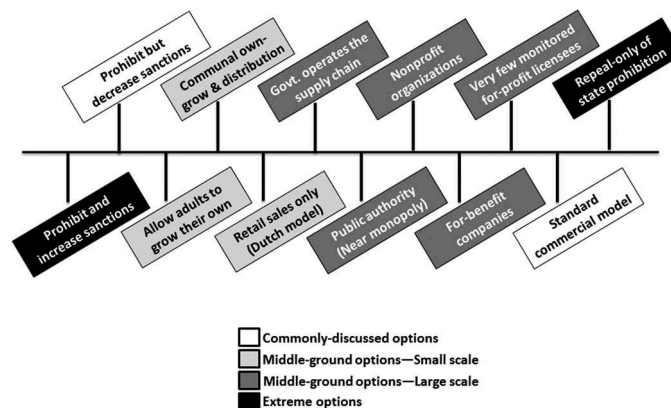 Prohibit but
decrease sanctions
Communal own-
grow & distribution
Govt. operates the
supply chain
Nonprofit
organizations
Very few monitored
for-profit licensees
Repeal-only of
state prohibition
Prohibit and
increase sanctions
Allow adults to
grow their own
Retail sales only
(Dutch model)
Public authority
(Near monopoly)
For-benefit
companies
Standard
commercial model
Commonly-discussed options
Middle-ground options—Small scale
Middle-ground options—Large scale
Extreme options